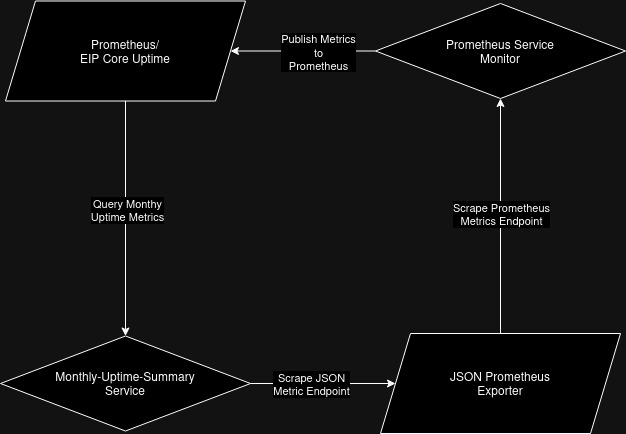 Prometheus/
EIP Core Uptime
Publish Metrics
to
Prometheus
Prometheus Service
Monitor
Query Monthy
Uptime Metrics
Scrape Prometheus
Metrics Endpoint
Monthly-Uptime-Summary
Service
Scrape JSON
Metric Endpoint
JSON Prometheus
Exporter